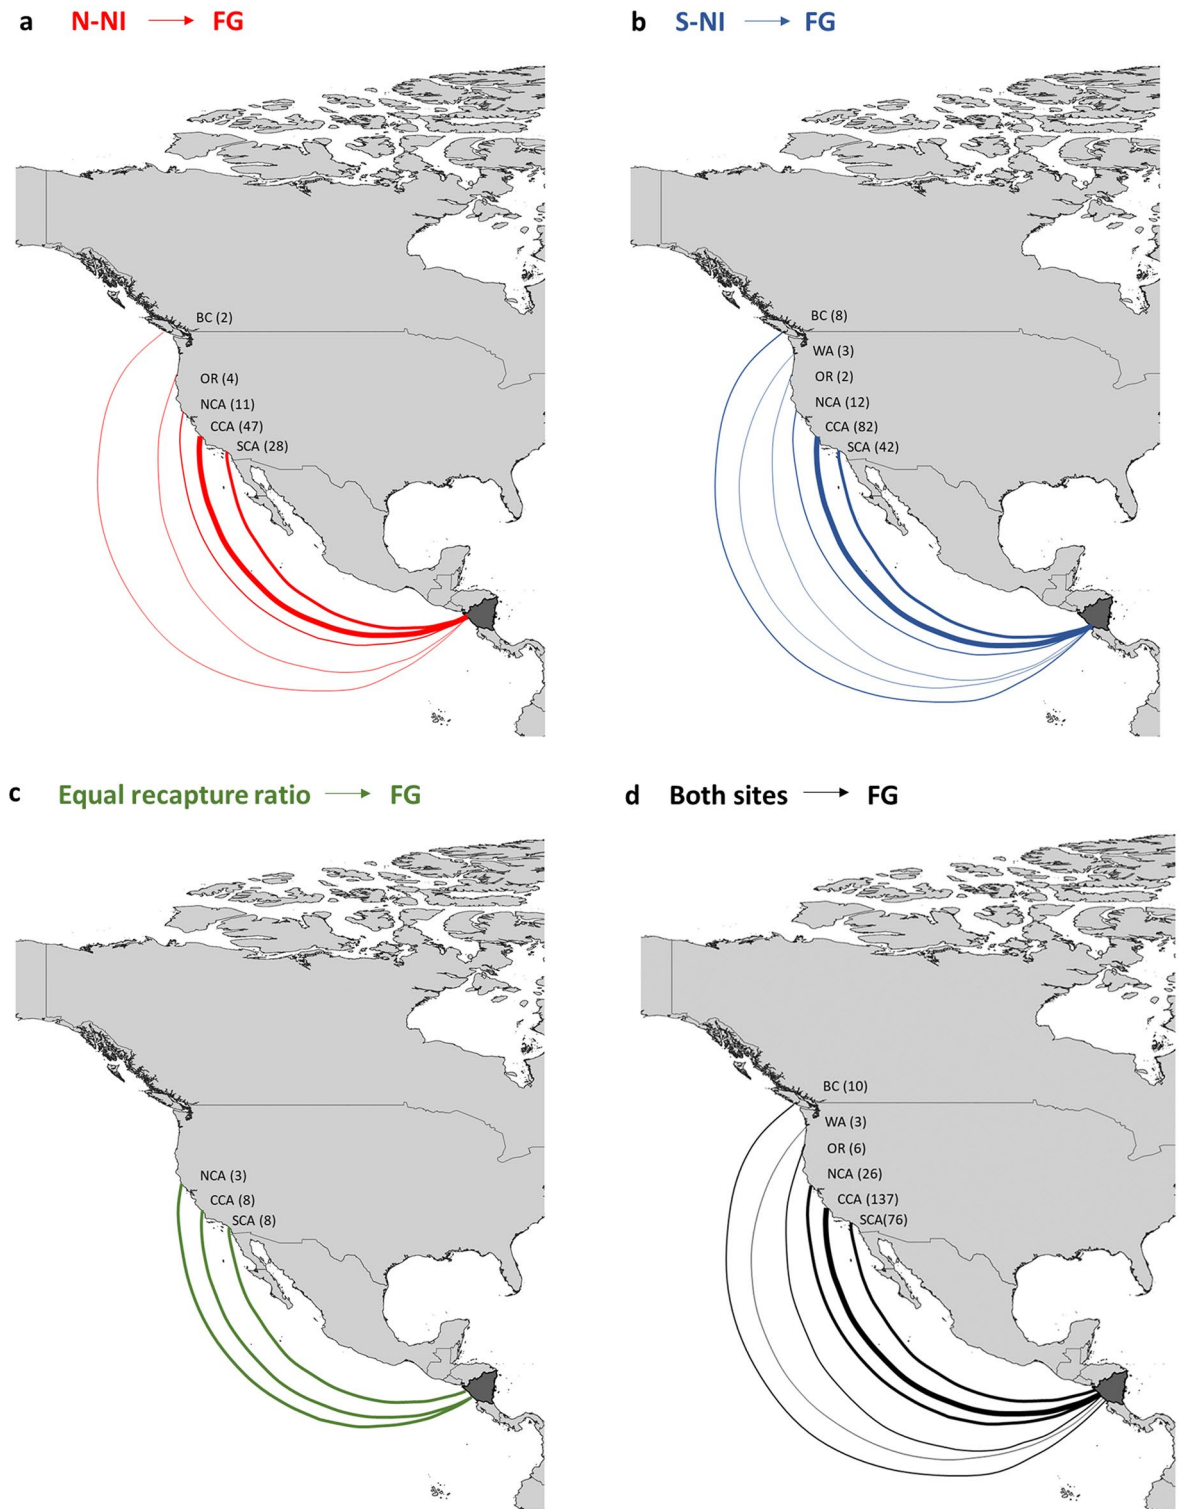 a N-NI → FG
BC (2)
OR (4)
NCA (11)
CCA (47)
SCA (28)
b S-NI → FG
BC (8)
WA (3)
OR (2)
NCA (12)
CCA (82)
SCA (42)
c Equal recapture ratio → FG
NCA (3)
CCA (8)
SCA (8)
d Both sites → FG
BC (10)
WA (3)
OR (6)
NCA (26)
CCA (137)
SCA(76)